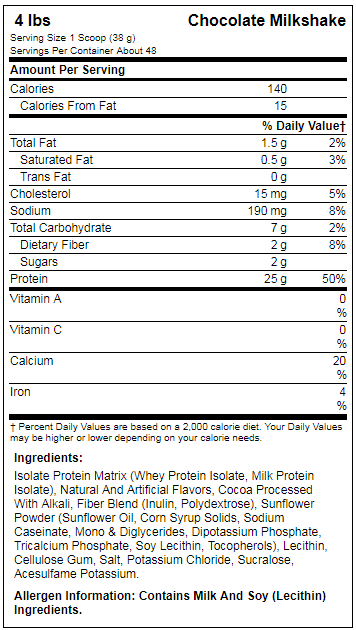 4 lbs Chocolate Milkshake
Serving Size 1 Scoop (38 g)
Servings Per Container About 48
Amount Per Serving
Calories 140
Calories From Fat 15
% Daily Value†
Total Fat 1.5 g 2%
Saturated Fat 0.5 g 3%
Trans Fat 0 g
Cholesterol 15 mg 5%
Sodium 190 mg 8%
Total Carbohydrate 7 g 2%
Dietary Fiber 2 g 8%
Sugars 2 g
Protein 25 g 50%
Vitamin A 0
%
Vitamin C 0
%
Calcium 20
%
Iron 4
%
† Percent Daily Values are based on a 2,000 calorie diet. Your Daily Values
may be higher or lower depending on your calorie needs.
Ingredients:
Isolate Protein Matrix (Whey Protein Isolate, Milk Protein
Isolate), Natural And Artificial Flavors, Cocoa Processed
With Alkali, Fiber Blend (Inulin, Polydextrose), Sunflower
Powder (Sunflower Oil, Corn Syrup Solids, Sodium
Caseinate, Mono & Diglycerides, Dipotassium Phosphate,
Tricalcium Phosphate, Soy Lecithin, Tocopherols), Lecithin,
Cellulose Gum, Salt, Potassium Chloride, Sucralose,
Acesulfame Potassium.
Allergen Information: Contains Milk And Soy (Lecithin)
Ingredients.